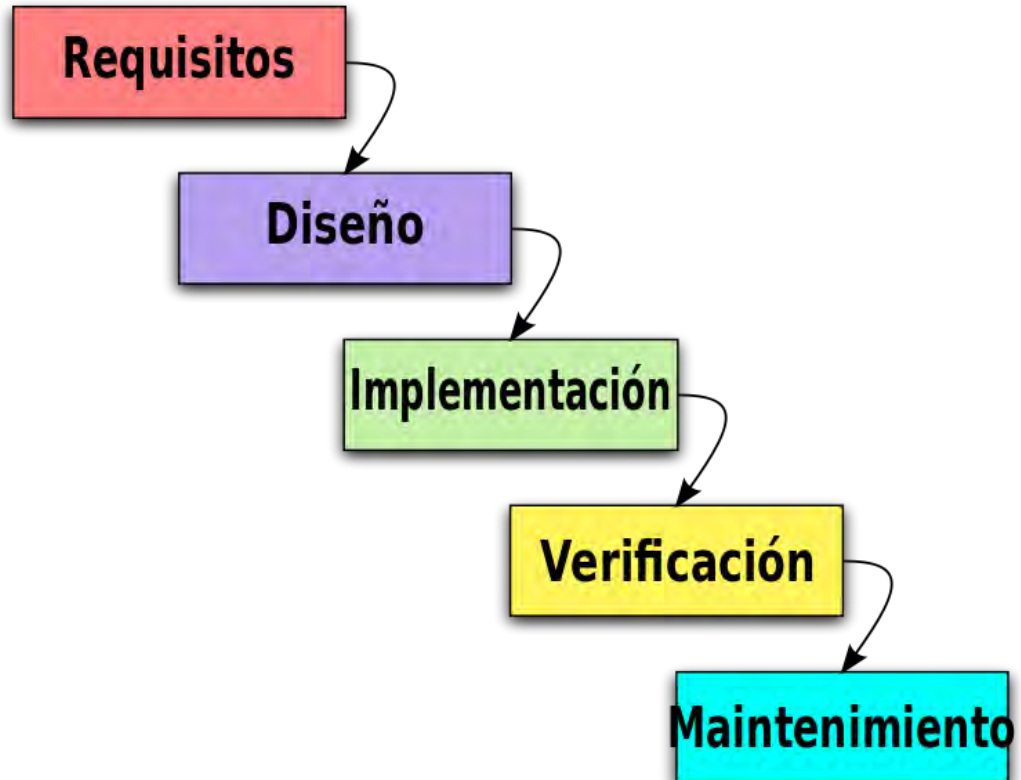 Requisitos
Diseño
Implementación
Verificación
Maintenimiento